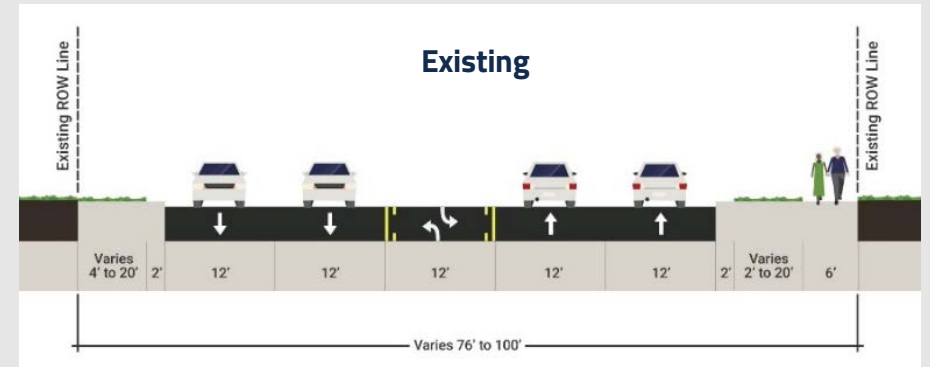 Existing
Existing ROW Line
Existing ROW Line
Varies
4' to 20'
2'
12'
12'
12'
12'
12'
2'
Varies
2' to 20'
6'
Varies 76' to 100'